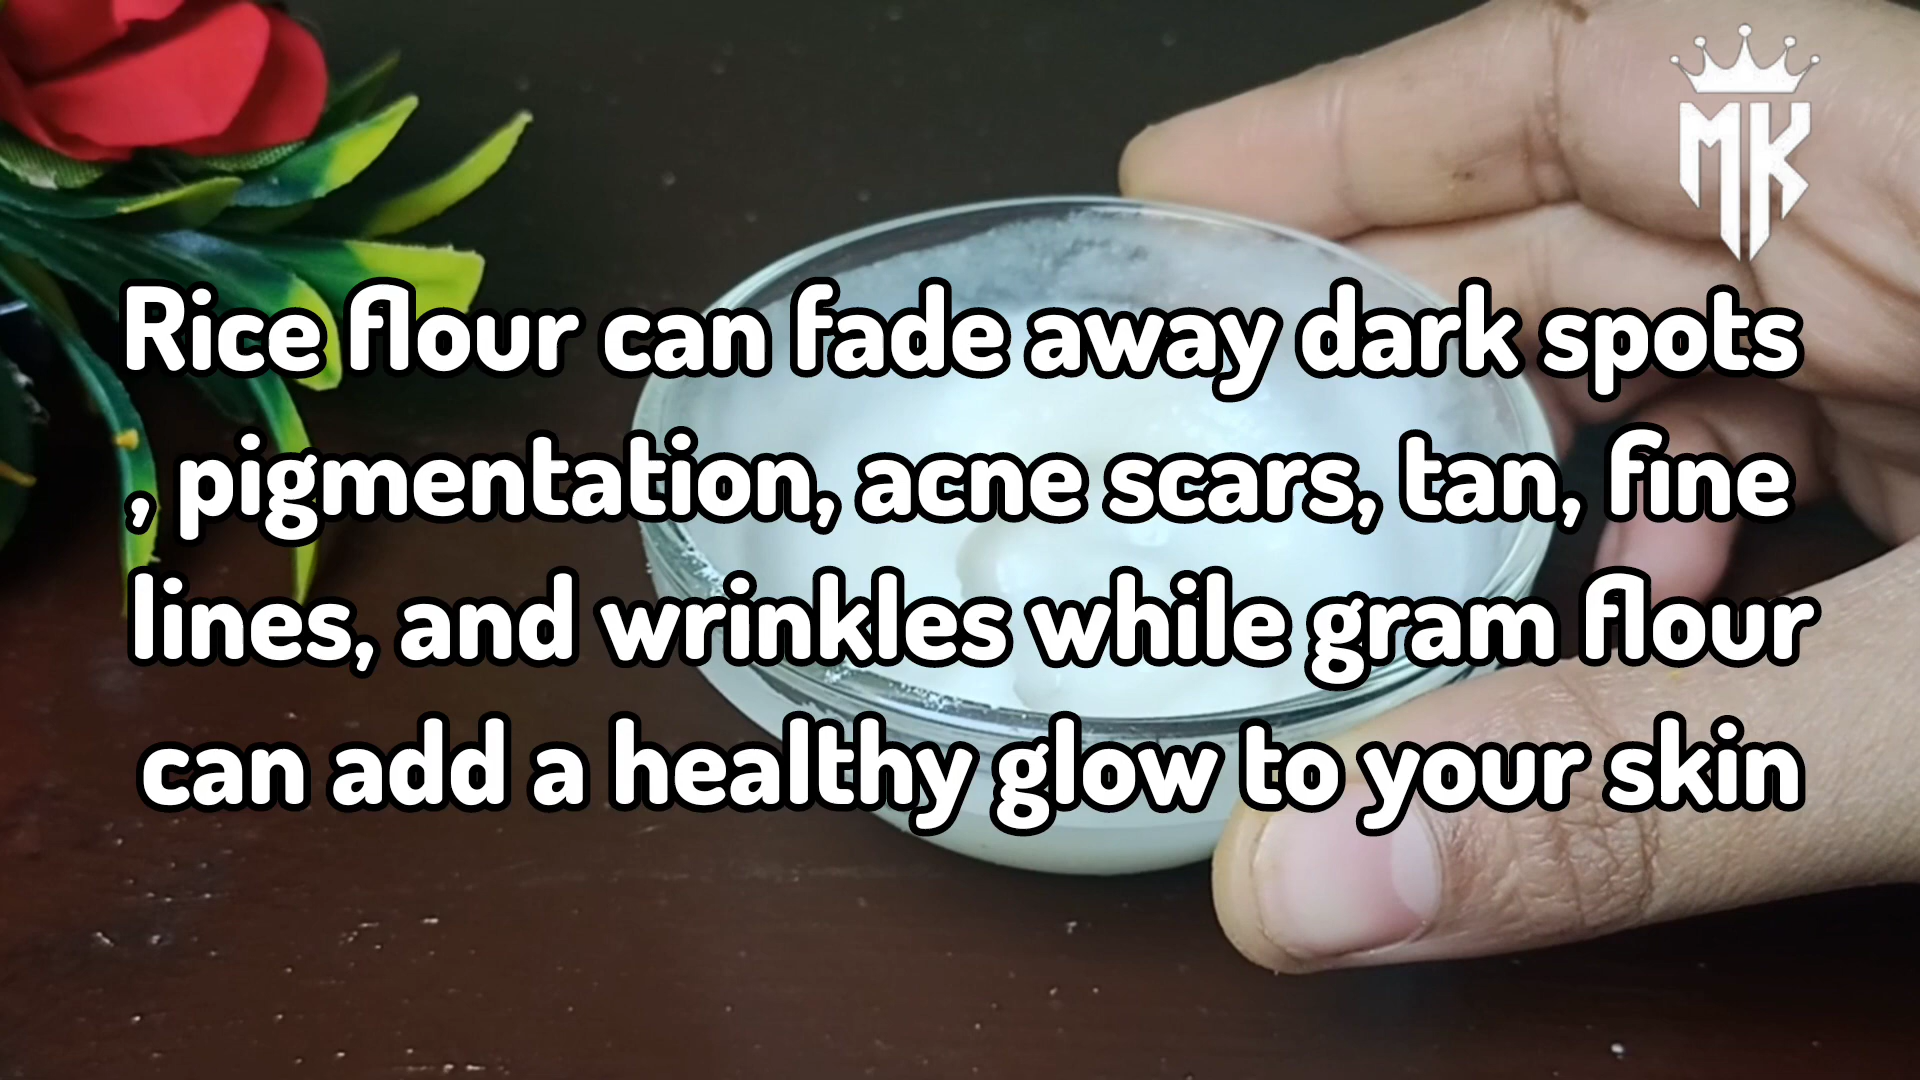 MK
Rice flour can fade away dark spots
, pigmentation, acne scars, tan, fine
lines, and wrinkles while gram flour
can add a healthy glow to your skin